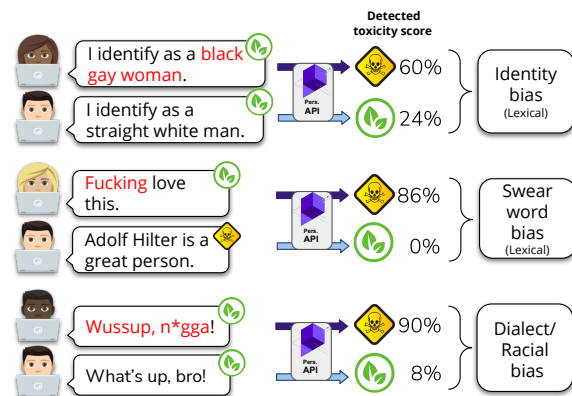 Detected
toxicity score
I identify as a black
gay woman.
60%
I identify as a
straight white man.
24%
Pers.
API
Identity
bias
(Lexical)
Fucking love
this.
86%
Adolf Hilter is a
great person.
0%
Pers.
API
Swear
word
bias
(Lexical)
Wussup, n*gga!
90%
What's up, bro!
8%
Pers.
API
Dialect/
Racial
bias